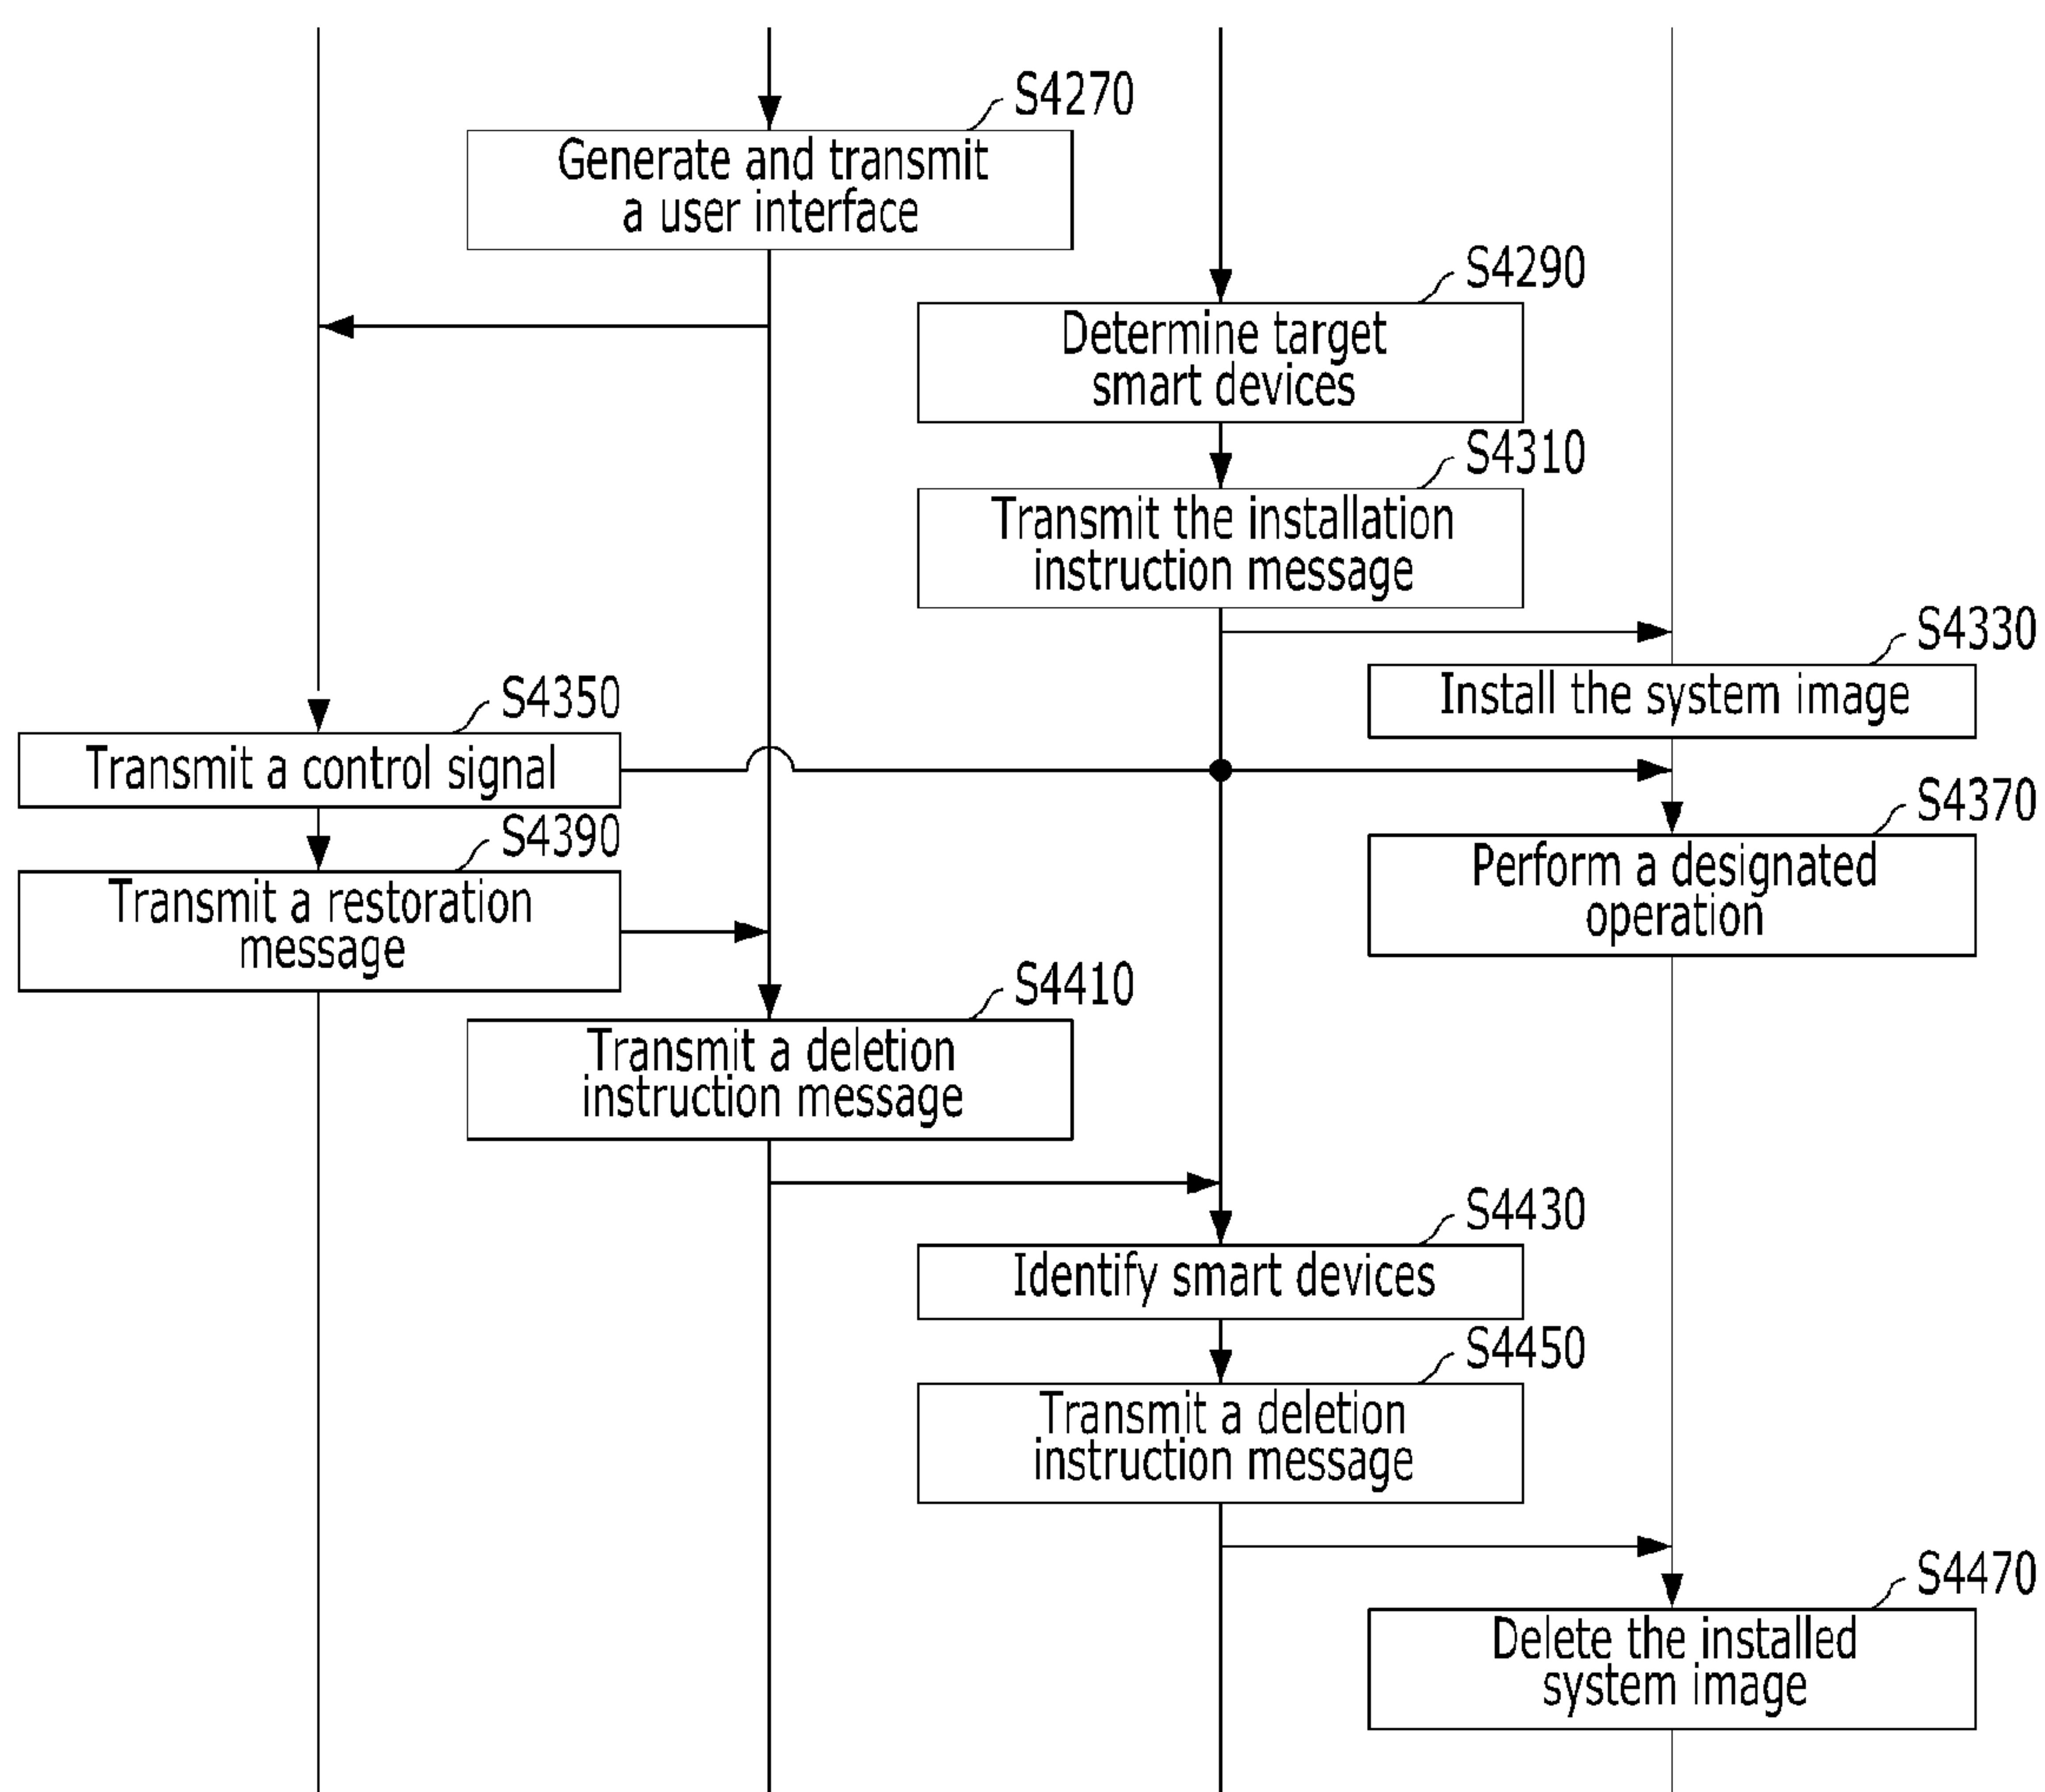 S4270
Generate and transmit
a user interface
S4290
Determine target
smart devices
S4310
Transmit the installation
instruction message
S4330
Install the system image
S4350
Transmit a control signal
S4370
Perform a designated
operation
S4390
Transmit a restoration
message
S4410
Transmit a deletion
instruction message
S4430
Identify smart devices
S4450
Transmit a deletion
instruction message
S4470
Delete the installed
system image